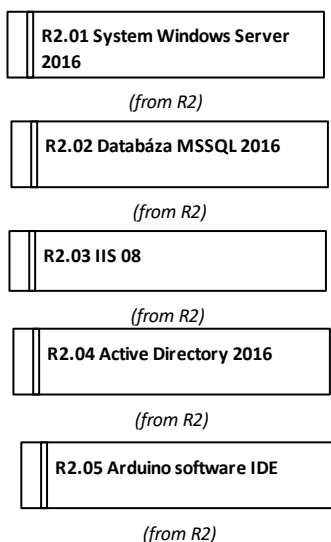 R2.01 System Windows Server
2016
(from R2)
R2.02 Databáza MSSQL 2016
(from R2)
R2.03 IIS 08
(from R2)
R2.04 Active Directory 2016
(from R2)
R2.05 Arduino software IDE
(from R2)